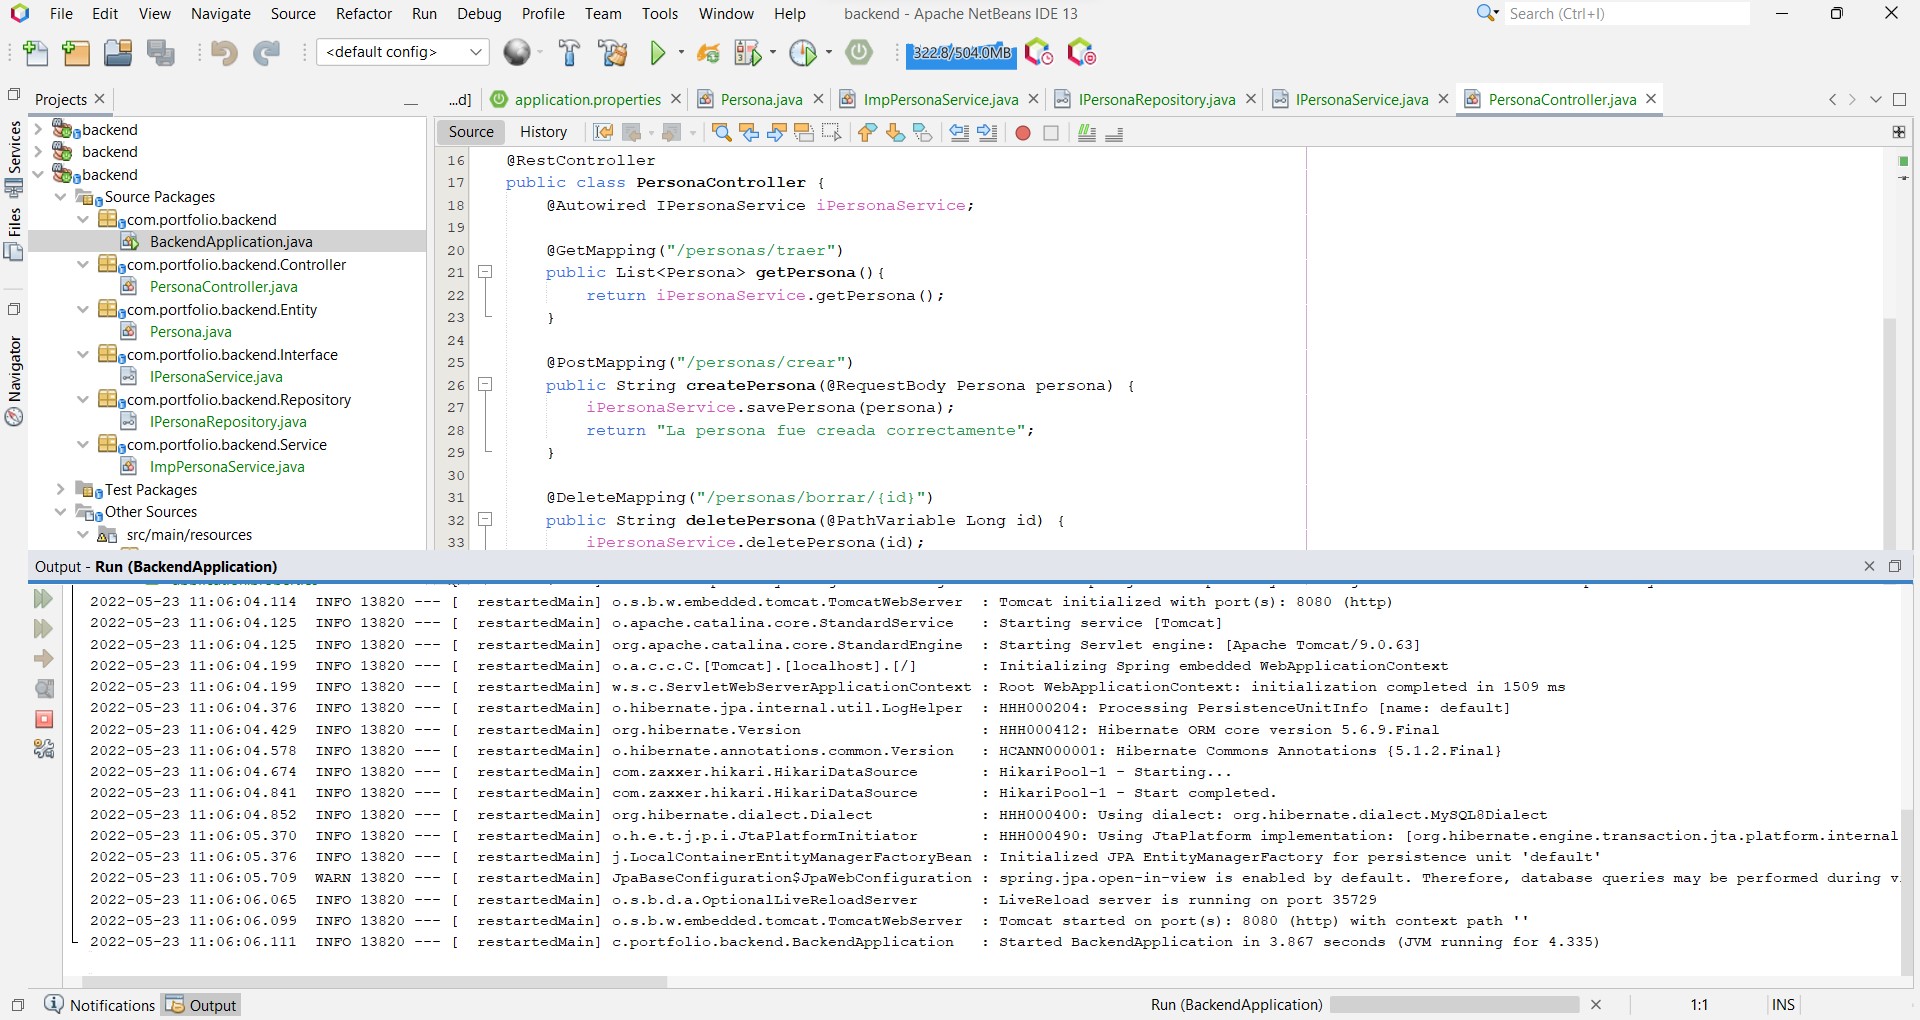 File Edit View Navigate Source Refactor Run Debug Profile Team Tools Window Help backend - Apache NetBeans IDE 13 Search (Ctrl+I)
<default config> 322.8/504.0MB
Projects
...d] application.properties Persona.java ImpPersonaService.java IPersonaRepository.java IPersonaService.java PersonaController.java
Source History
Services
Files
Navigator
backend
backend
backend
Source Packages
com.portfolio.backend
BackendApplication.java
com.portfolio.backend.Controller
PersonaController.java
com.portfolio.backend.Entity
Persona.java
com.portfolio.backend.Interface
IPersonaService.java
com.portfolio.backend.Repository
IPersonaRepository.java
com.portfolio.backend.Service
ImpPersonaService.java
Test Packages
Other Sources
src/main/resources
16 @RestController
17 public class PersonaController {
18 @Autowired IPersonaService iPersonaService;
19
20 @GetMapping("/personas/traer")
21 public List<Persona> getPersona(){
22 return iPersonaService.getPersona();
23 }
24
25 @PostMapping("/personas/crear")
26 public String createPersona(@RequestBody Persona persona) {
27 iPersonaService.savePersona(persona);
28 return "La persona fue creada correctamente";
29 }
30
31 @DeleteMapping("/personas/borrar/{id}")
32 public String deletePersona(@PathVariable Long id) {
33 iPersonaService.deletePersona(id);
Output - Run (BackendApplication)
2022-05-23 11:06:04.114 INFO 13820 --- [ restartedMain] o.s.b.w.embedded.tomcat.TomcatWebServer : Tomcat initialized with port(s): 8080 (http)
2022-05-23 11:06:04.125 INFO 13820 --- [ restartedMain] o.apache.catalina.core.StandardService : Starting service [Tomcat]
2022-05-23 11:06:04.125 INFO 13820 --- [ restartedMain] org.apache.catalina.core.StandardEngine : Starting Servlet engine: [Apache Tomcat/9.0.63]
2022-05-23 11:06:04.199 INFO 13820 --- [ restartedMain] o.a.c.c.C.[Tomcat].[localhost].[/] : Initializing Spring embedded WebApplicationContext
2022-05-23 11:06:04.199 INFO 13820 --- [ restartedMain] w.s.c.ServletWebServerApplicationContext : Root WebApplicationContext: initialization completed in 1509 ms
2022-05-23 11:06:04.376 INFO 13820 --- [ restartedMain] o.hibernate.jpa.internal.util.LogHelper : HHH000204: Processing PersistenceUnitInfo [name: default]
2022-05-23 11:06:04.429 INFO 13820 --- [ restartedMain] org.hibernate.Version : HHH000412: Hibernate ORM core version 5.6.9.Final
2022-05-23 11:06:04.578 INFO 13820 --- [ restartedMain] o.hibernate.annotations.common.Version : HCANN000001: Hibernate Commons Annotations {5.1.2.Final}
2022-05-23 11:06:04.674 INFO 13820 --- [ restartedMain] com.zaxxer.hikari.HikariDataSource : HikariPool-1 - Starting...
2022-05-23 11:06:04.841 INFO 13820 --- [ restartedMain] com.zaxxer.hikari.HikariDataSource : HikariPool-1 - Start completed.
2022-05-23 11:06:04.852 INFO 13820 --- [ restartedMain] org.hibernate.dialect.Dialect : HHH000400: Using dialect: org.hibernate.dialect.MySQL8Dialect
2022-05-23 11:06:05.370 INFO 13820 --- [ restartedMain] o.h.e.t.j.p.i.JtaPlatformInitiator : HHH000490: Using JtaPlatform implementation: [org.hibernate.engine.transaction.jta.platform.internal
2022-05-23 11:06:05.376 INFO 13820 --- [ restartedMain] j.LocalContainerEntityManagerFactoryBean : Initialized JPA EntityManagerFactory for persistence unit 'default'
2022-05-23 11:06:05.709 WARN 13820 --- [ restartedMain] JpaBaseConfiguration$JpaWebConfiguration : spring.jpa.open-in-view is enabled by default. Therefore, database queries may be performed during v
2022-05-23 11:06:06.065 INFO 13820 --- [ restartedMain] o.s.b.d.a.OptionalLiveReloadServer : LiveReload server is running on port 35729
2022-05-23 11:06:06.099 INFO 13820 --- [ restartedMain] o.s.b.w.embedded.tomcat.TomcatWebServer : Tomcat started on port(s): 8080 (http) with context path ''
2022-05-23 11:06:06.111 INFO 13820 --- [ restartedMain] c.portfolio.backend.BackendApplication : Started BackendApplication in 3.867 seconds (JVM running for 4.335)
Notifications Output Run (BackendApplication) 1:1 INS